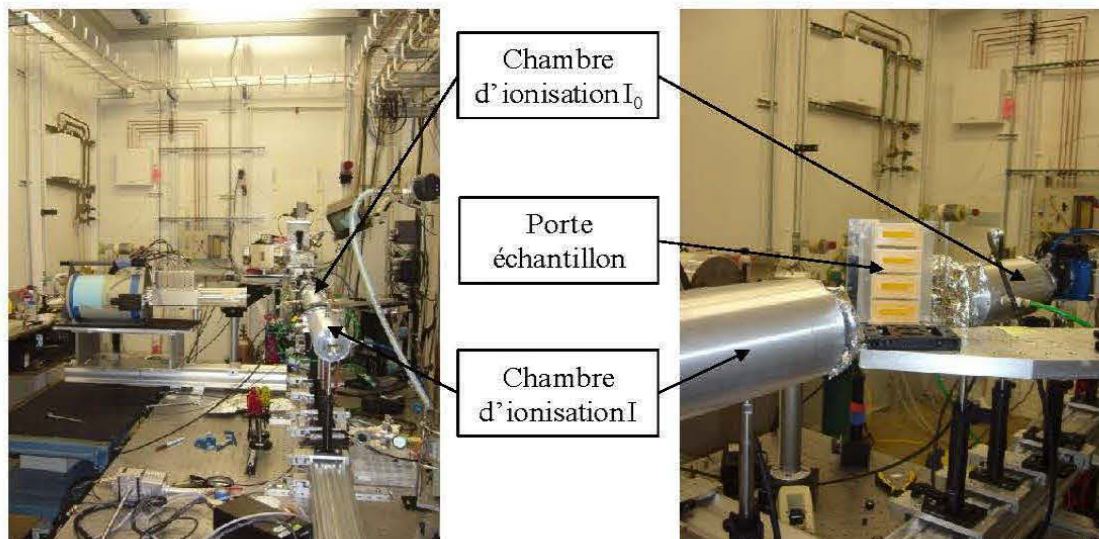 Chambre
d'ionisation I₀
Porte
échantillon
Chambre
d'ionisation I